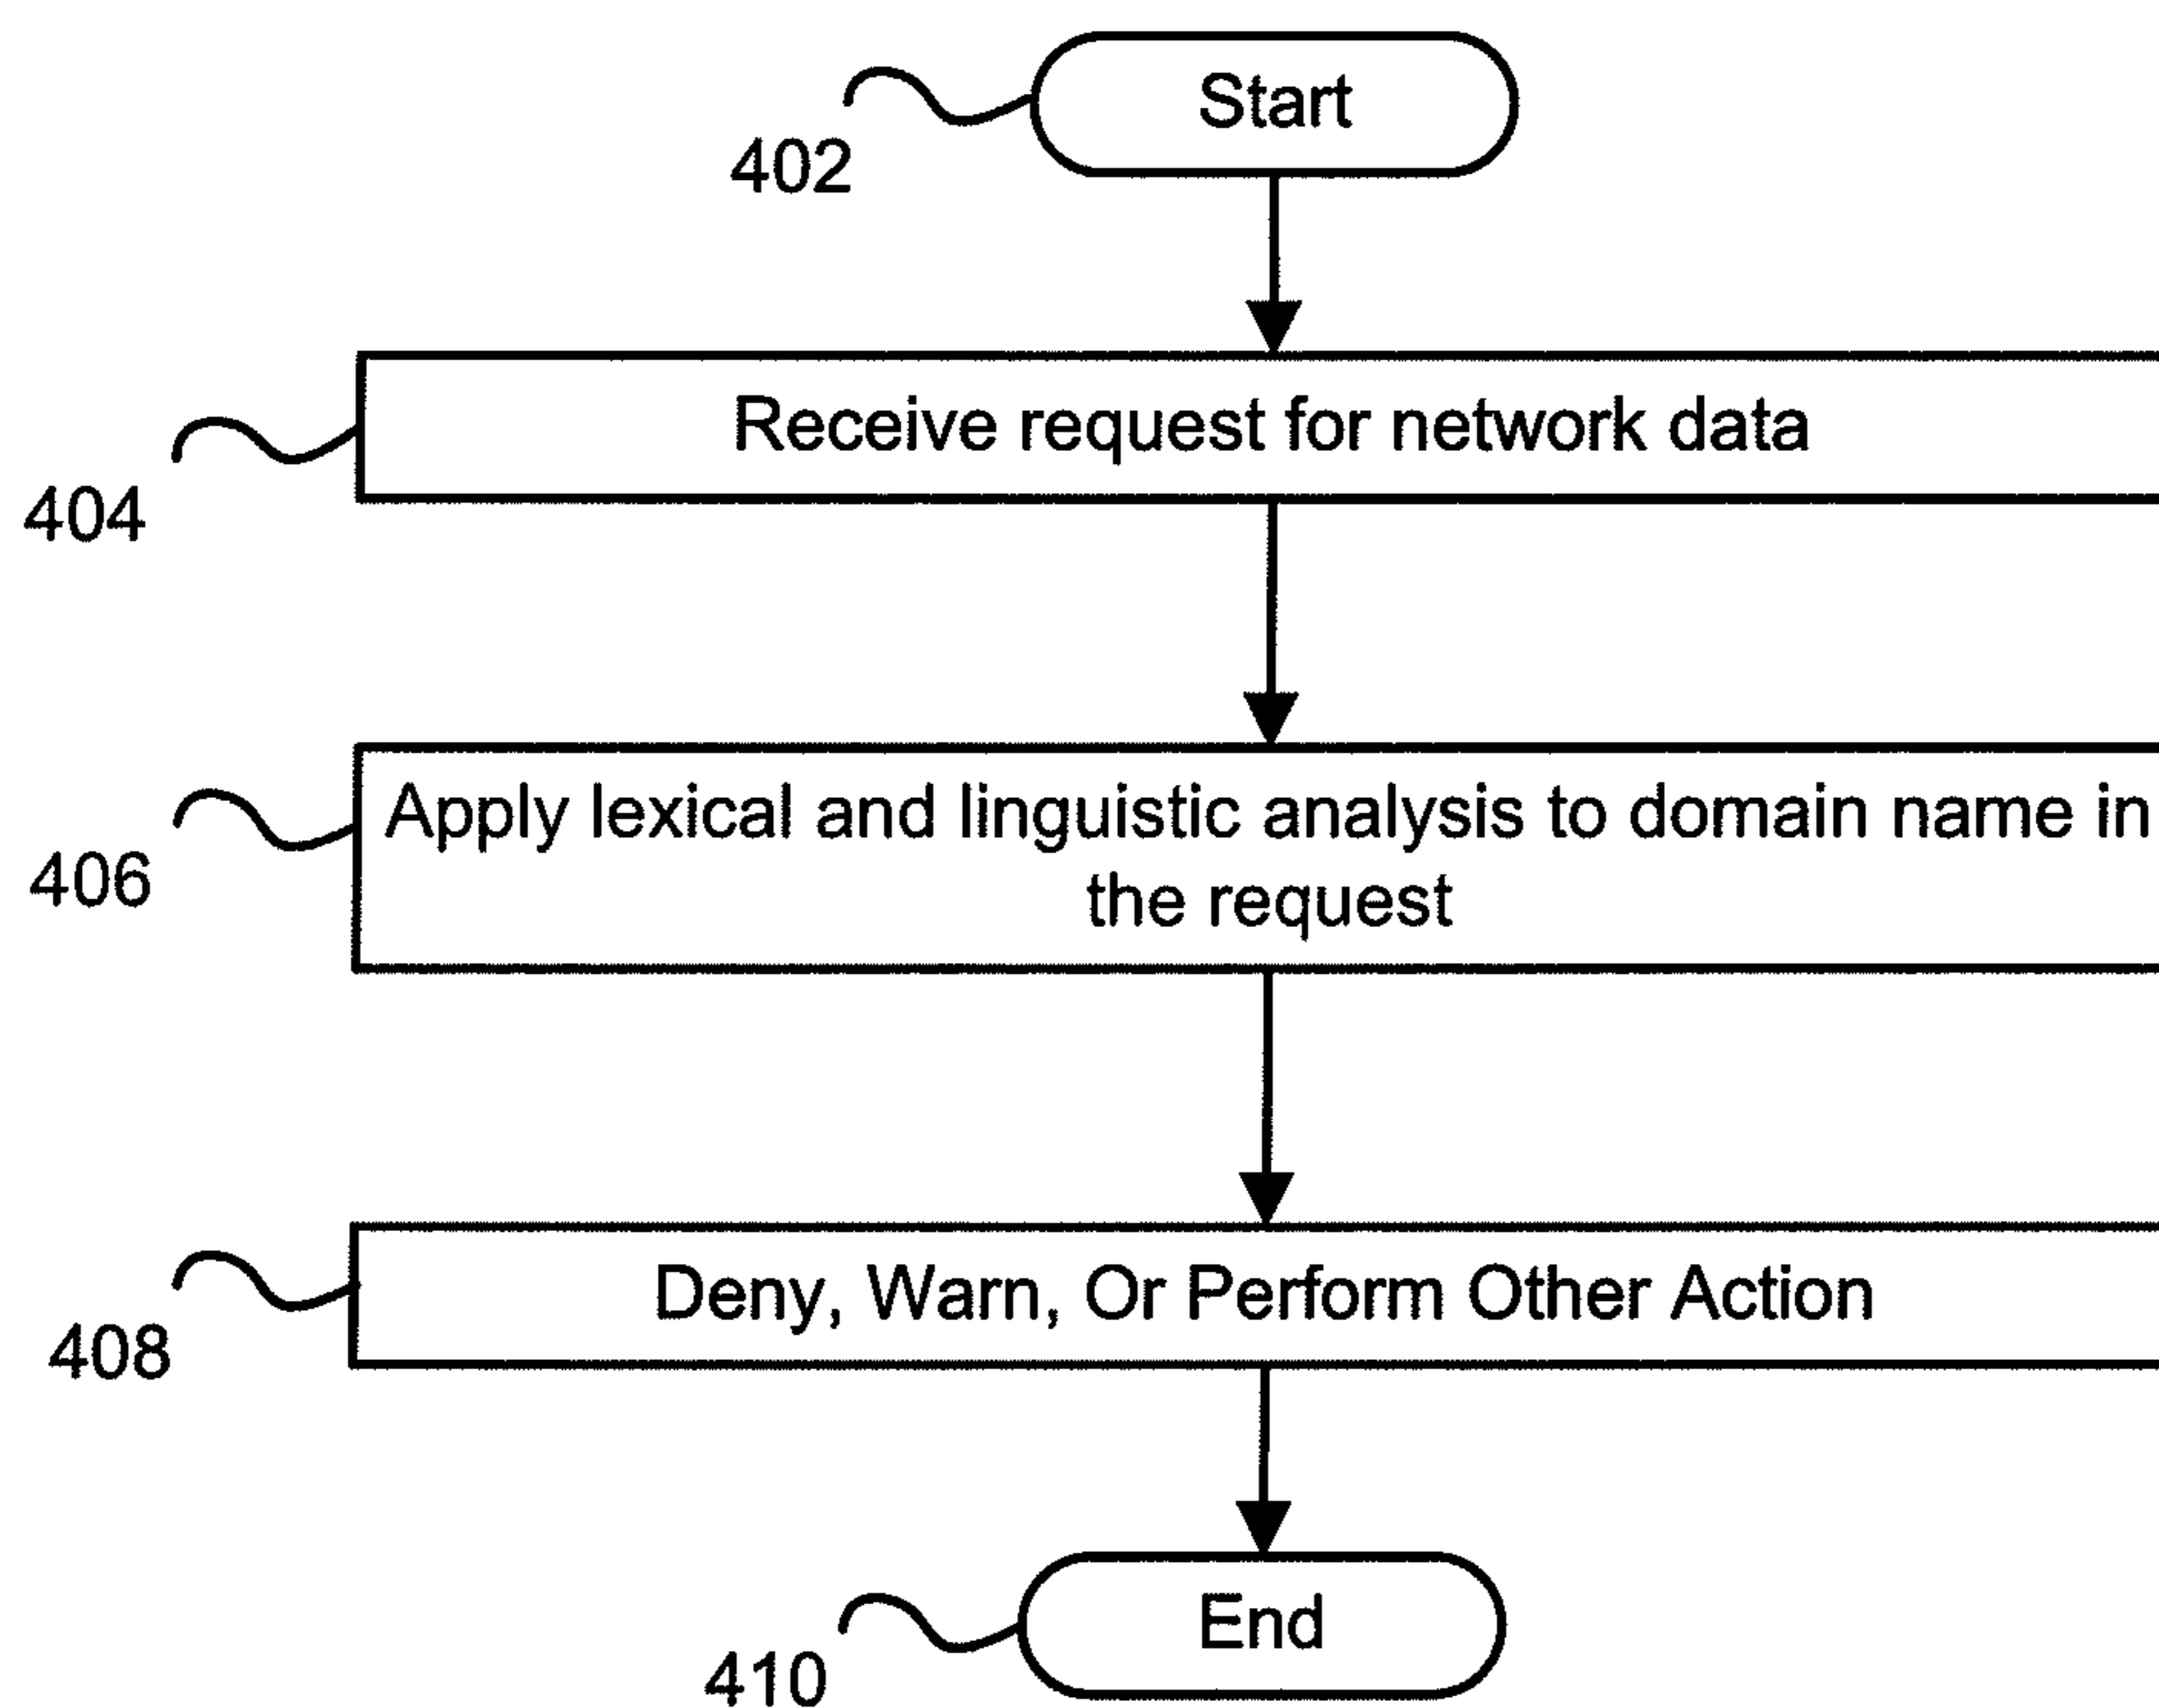 Start
402
Receive request for network data
404
Apply lexical and linguistic analysis to domain name in
the request
406
Deny, Warn, Or Perform Other Action
408
End
410